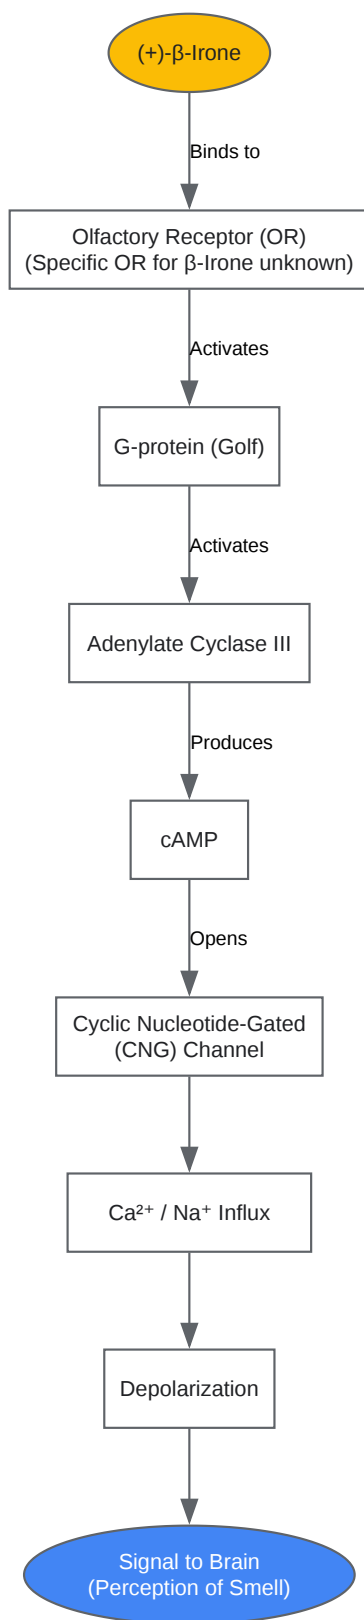 (+)-β-Irone
Binds to
Olfactory Receptor (OR)
(Specific OR for β-Irone unknown)
Activates
G-protein (Golf)
Activates
Adenylate Cyclase III
Produces
cAMP
Opens
Cyclic Nucleotide-Gated
(CNG) Channel
Ca²⁺ / Na⁺ Influx
Depolarization
Signal to Brain
(Perception of Smell)